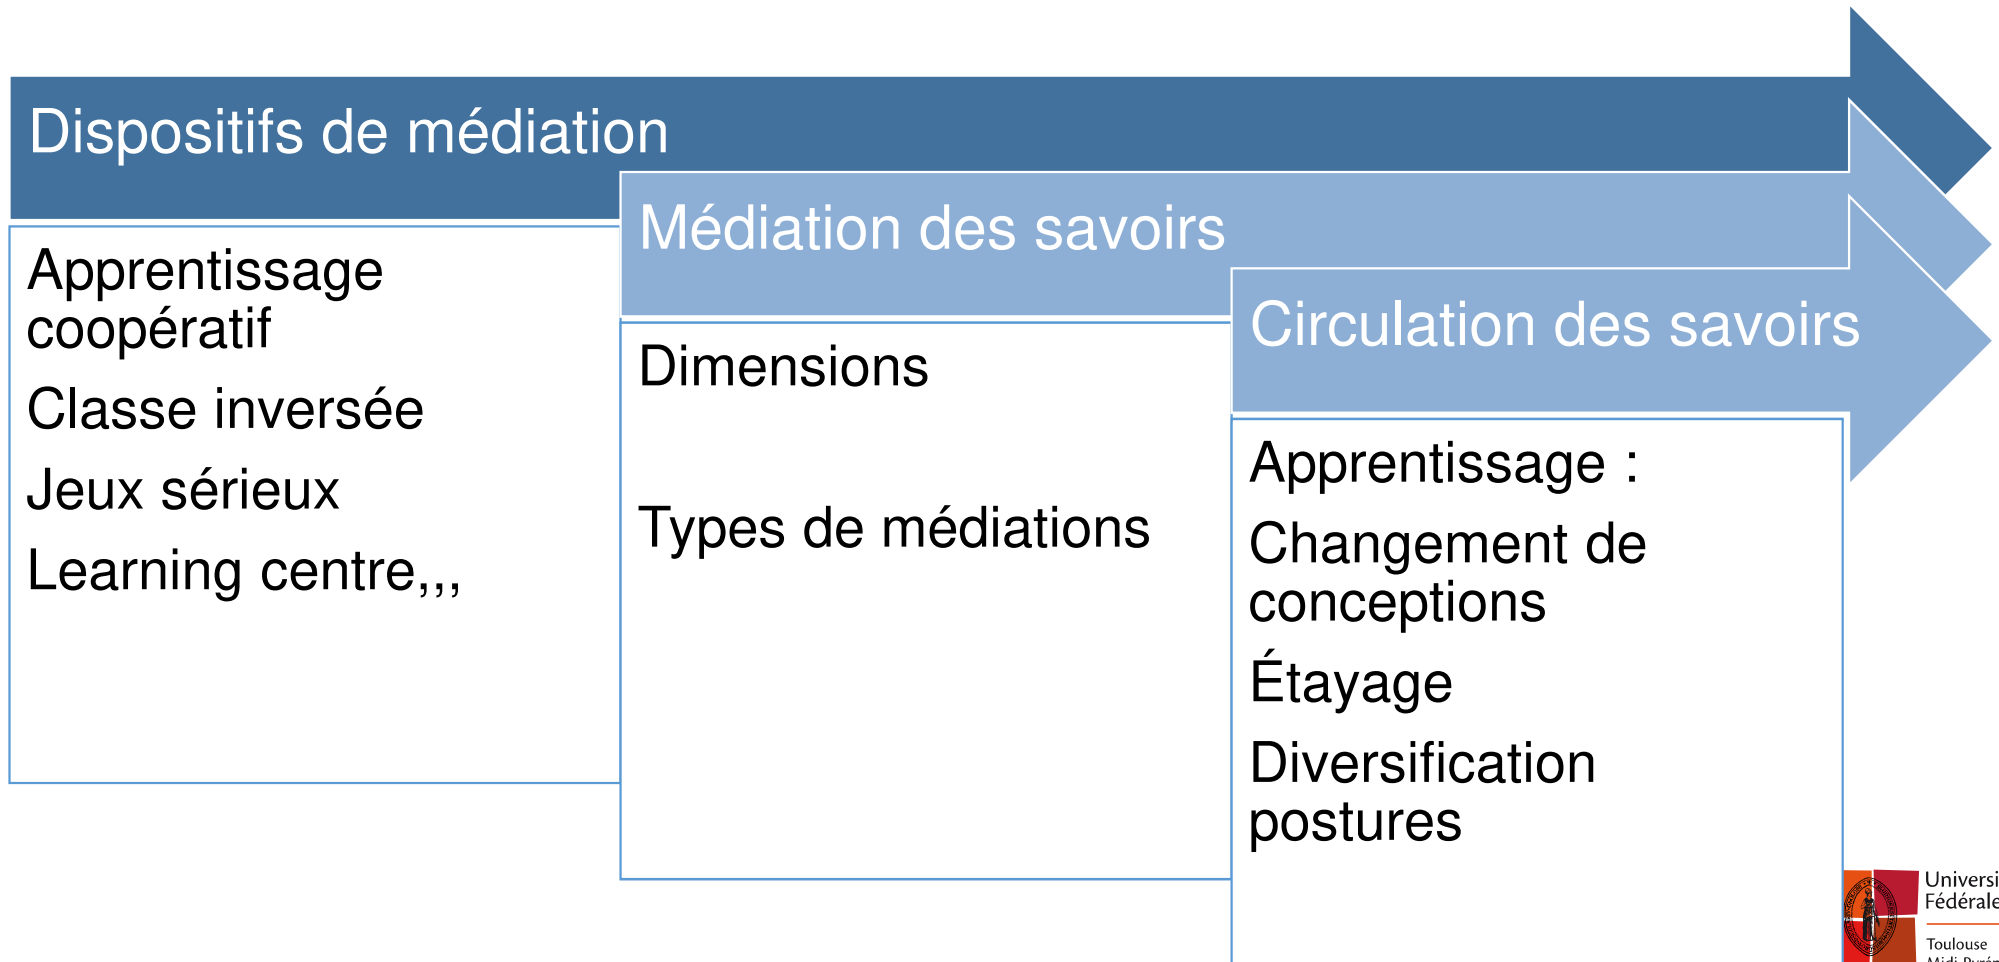 Dispositifs de médiation
Apprentissage
coopératif
Classe inversée
Jeux sérieux
Learning centre,,,
Médiation des savoirs
Dimensions
Types de médiations
Circulation des savoirs
Apprentissage :
Changement de
conceptions
Étayage
Diversification
postures
Universi
Fédérale
Toulouse